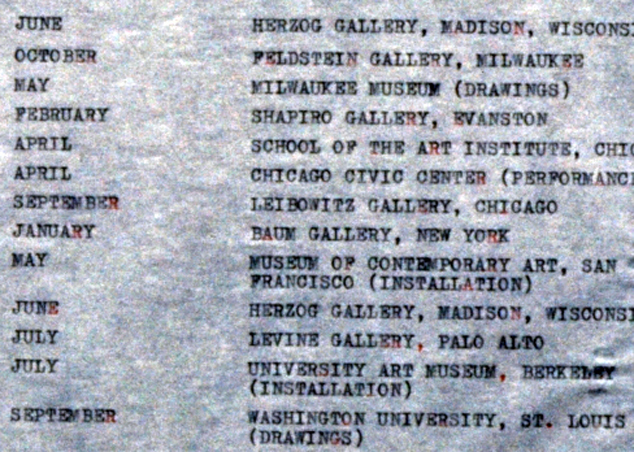 JUNE HERZOG GALLERY, MADISON, WISCONSI
OCTOBER FELDSTEIN GALLERY, MILWAUKEE
MAY MILWAUKEE MUSEUM (DRAWINGS)
FEBRUARY SHAPIRO GALLERY, EVANSTON
APRIL SCHOOL OF THE ART INSTITUTE, CHIC
APRIL CHICAGO CIVIC CENTER (PERFORMANC
SEPTEMBER LEIBOWITZ GALLERY, CHICAGO
JANUARY BAUM GALLERY, NEW YORK
MAY MUSEUM OF CONTEMPORARY ART, SAN
FRANCISCO (INSTALLATION)
JUNE HERZOG GALLERY, MADISON, WISCONSI
JULY LEVINE GALLERY, PALO ALTO
JULY UNIVERSITY ART MUSEUM, BERKELEY
(INSTALLATION)
SEPTEMBER WASHINGTON UNIVERSITY, ST. LOUIS
(DRAWINGS)